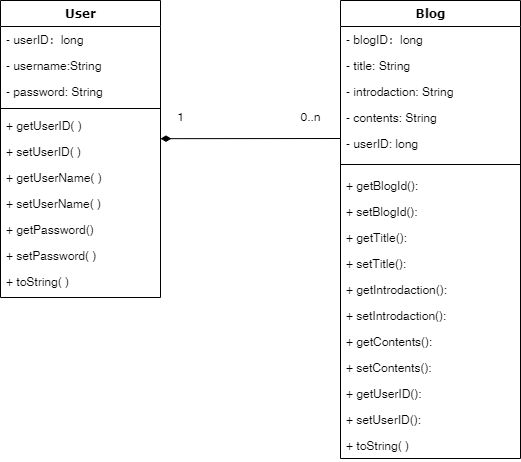 User
- userID：long
- username:String
- password: String
+ getUserID( )
+ setUserID( )
+ getUserName( )
+ setUserName( )
+ getPassword()
+ setPassword( )
+ toString( )
1
0..n
Blog
- blogID：long
- title: String
- introdaction: String
- contents: String
- userID: long
+ getBlogId():
+ setBlogId():
+ getTitle():
+ setTitle():
+ getIntrodaction():
+ setIntrodaction():
+ getContents():
+ setContents():
+ getUserID():
+ setUserID():
+ toString( )